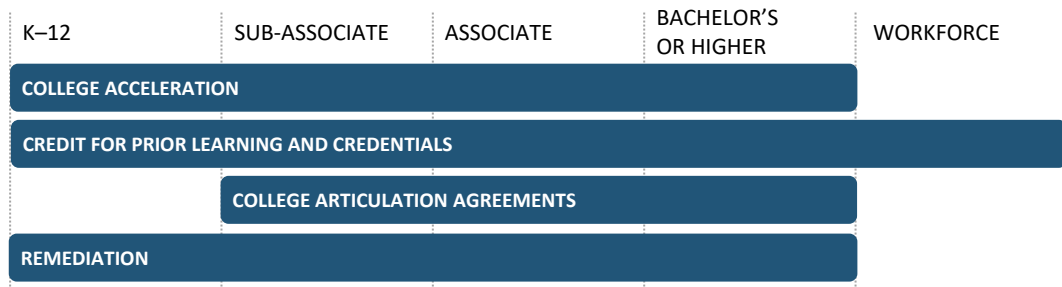 K–12
SUB-ASSOCIATE
ASSOCIATE
BACHELOR’S
OR HIGHER
WORKFORCE
COLLEGE ACCELERATION
CREDIT FOR PRIOR LEARNING AND CREDENTIALS
COLLEGE ARTICULATION AGREEMENTS
REMEDIATION